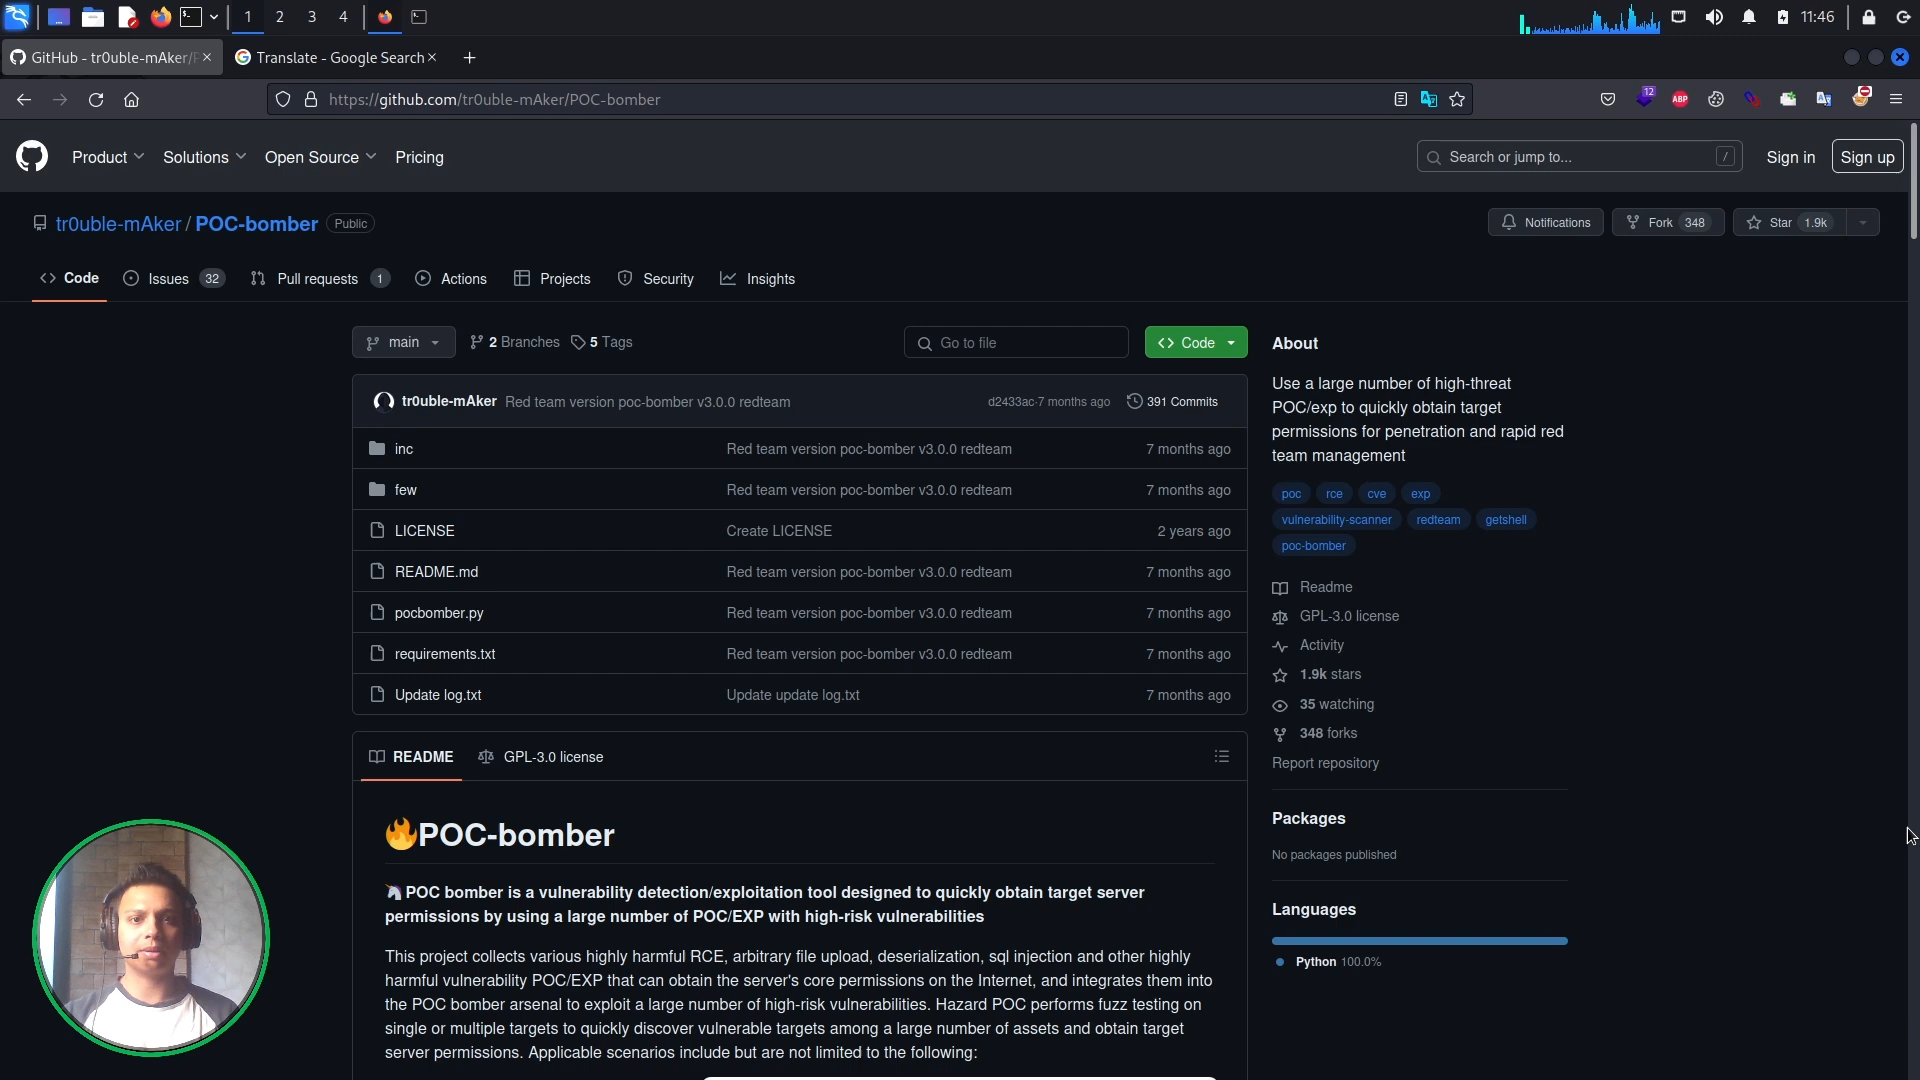 1 2 3 4 11:46
GitHub - tr0uble-mAker/P Translate - Google Search
https://github.com/tr0uble-mAker/POC-bomber 12 ABP
Product Solutions Open Source Pricing Search or jump to... / Sign in Sign up
tr0uble-mAker / POC-bomber Public Notifications Fork 348 Star 1.9k
Code Issues 32 Pull requests 1 Actions Projects Security Insights
main 2 Branches 5 Tags Go to file Code
tr0uble-mAker Red team version poc-bomber v3.0.0 redteam d2433ac·7 months ago 391 Commits
inc Red team version poc-bomber v3.0.0 redteam 7 months ago
few Red team version poc-bomber v3.0.0 redteam 7 months ago
LICENSE Create LICENSE 2 years ago
README.md Red team version poc-bomber v3.0.0 redteam 7 months ago
pocbomber.py Red team version poc-bomber v3.0.0 redteam 7 months ago
requirements.txt Red team version poc-bomber v3.0.0 redteam 7 months ago
Update log.txt Update update log.txt 7 months ago
README GPL-3.0 license
POC-bomber
POC bomber is a vulnerability detection/exploitation tool designed to quickly obtain target server
permissions by using a large number of POC/EXP with high-risk vulnerabilities
This project collects various highly harmful RCE, arbitrary file upload, deserialization, sql injection and other highly
harmful vulnerability POC/EXP that can obtain the server's core permissions on the Internet, and integrates them into
the POC bomber arsenal to exploit a large number of high-risk vulnerabilities. Hazard POC performs fuzz testing on
single or multiple targets to quickly discover vulnerable targets among a large number of assets and obtain target
server permissions. Applicable scenarios include but are not limited to the following:
About
Use a large number of high-threat
POC/exp to quickly obtain target
permissions for penetration and rapid red
team management
poc rce cve exp
vulnerability-scanner redteam getshell
poc-bomber
Readme
GPL-3.0 license
Activity
1.9k stars
35 watching
348 forks
Report repository
Packages
No packages published
Languages
Python 100.0%